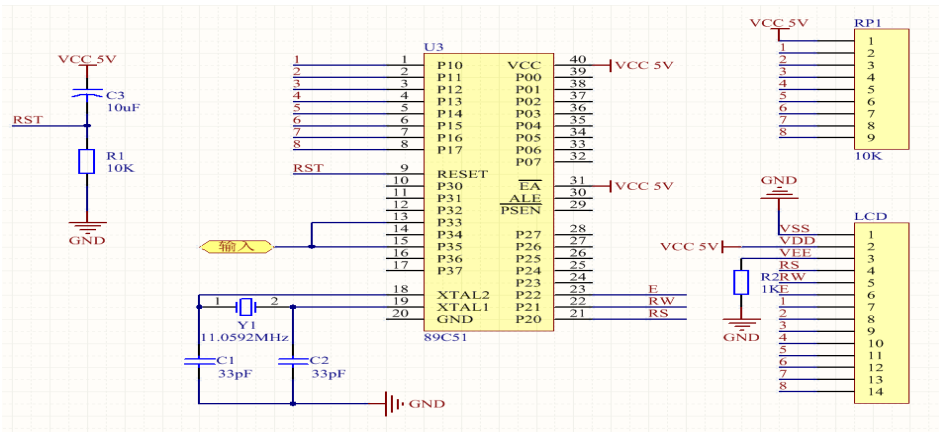 VCC 5V
C3
10uF
RST
R1
10K
GND
U3
1 1 P10 VCC 40 VCC 5V
2 2 P11 P00 39
3 3 P12 P01 38
4 4 P13 P02 37
5 5 P14 P03 36
6 6 P15 P04 35
7 7 P16 P05 34
8 8 P17 P06 33
P07 32
RST 9 RESET
10 P30 EA 31 VCC 5V
11 P31 ALE 30
12 P32 PSEN 29
13 P33
14 P34 P27 28
输入 15 P35 P26 27
16 P36 P25 26
17 P37 P24 25
P23 24
18 XTAL2 P22 23 E
19 XTAL1 P21 22 RW
20 GND P20 21 RS
89C51
1 2
Y1
11.0592MHz
C1
33pF
C2
33pF
GND
VCC 5V
RP1
1
1 2
2 3
3 4
4 5
5 6
6 7
7 8
8 9
10K
GND
LCD
VSS 1
VCC 5V VDD 2
VEE 3
RS 4
R2 RW 5
1K E 6
1 7
2 8
3 9
4 10
5 11
6 12
7 13
8 14
GND